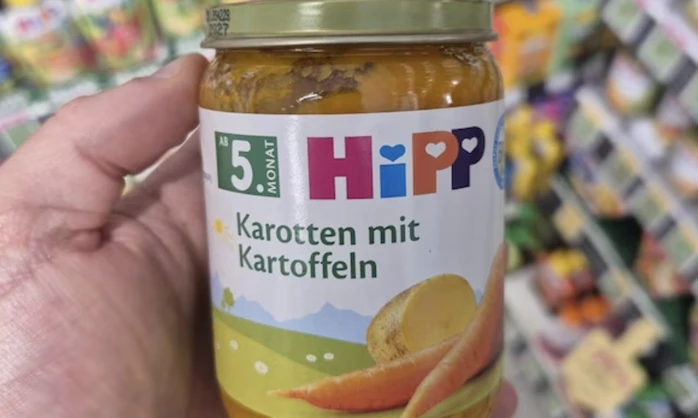 AB
5.
MONAT
HiPP
Karotten mit
Kartoffeln